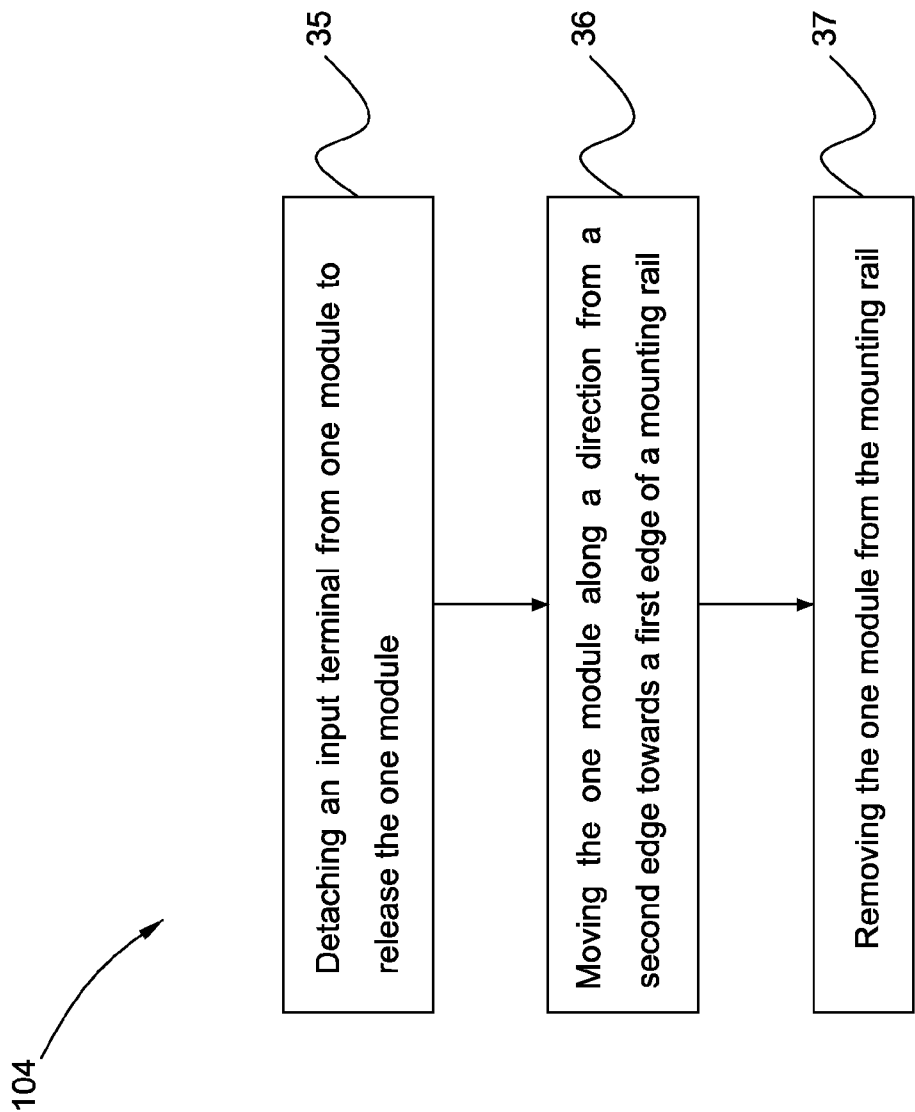 104
Detaching an input terminal from one module to
release the one module
35
Moving the one module along a direction from a
second edge towards a first edge of a mounting rail
36
Removing the one module from the mounting rail
37